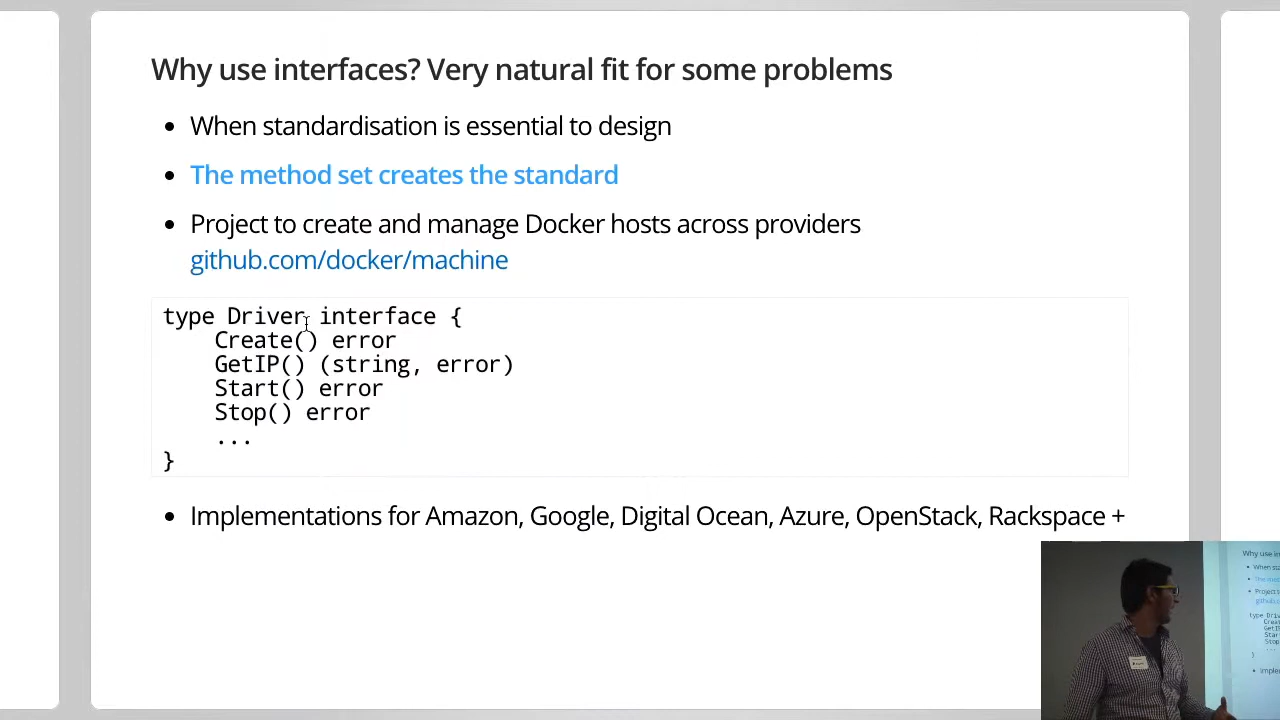 Why use interfaces? Very natural fit for some problems
When standardisation is essential to design
The method set creates the standard
Project to create and manage Docker hosts across providers
github.com/docker/machine
type Driver interface {
Create() error
GetIP() (string, error)
Start() error
Stop() error
...
}
Implementations for Amazon, Google, Digital Ocean, Azure, OpenStack, Rackspace +